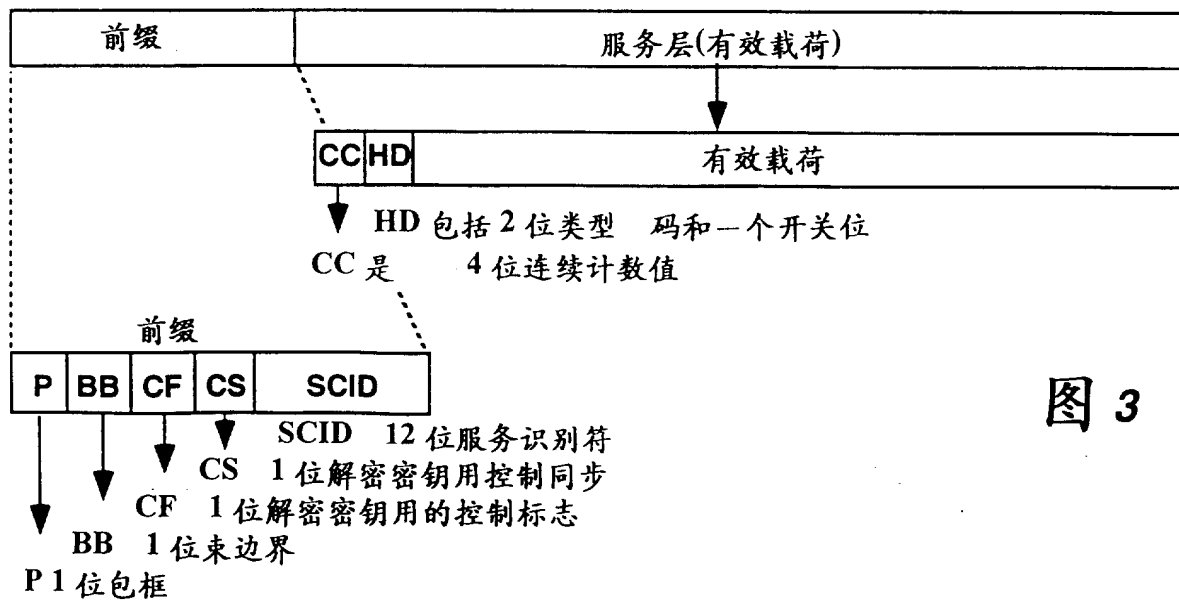 前缀 服务层(有效载荷)
CC HD 有效载荷
HD 包括 2 位类型 码和一个开关位
CC 是 4 位连续计数值
前缀
P BB CF CS SCID
图 3
SCID 12 位服务识别符
CS 1 位解密密钥用控制同步
CF 1 位解密密钥用的控制标志
BB 1 位束边界
P 1 位包框